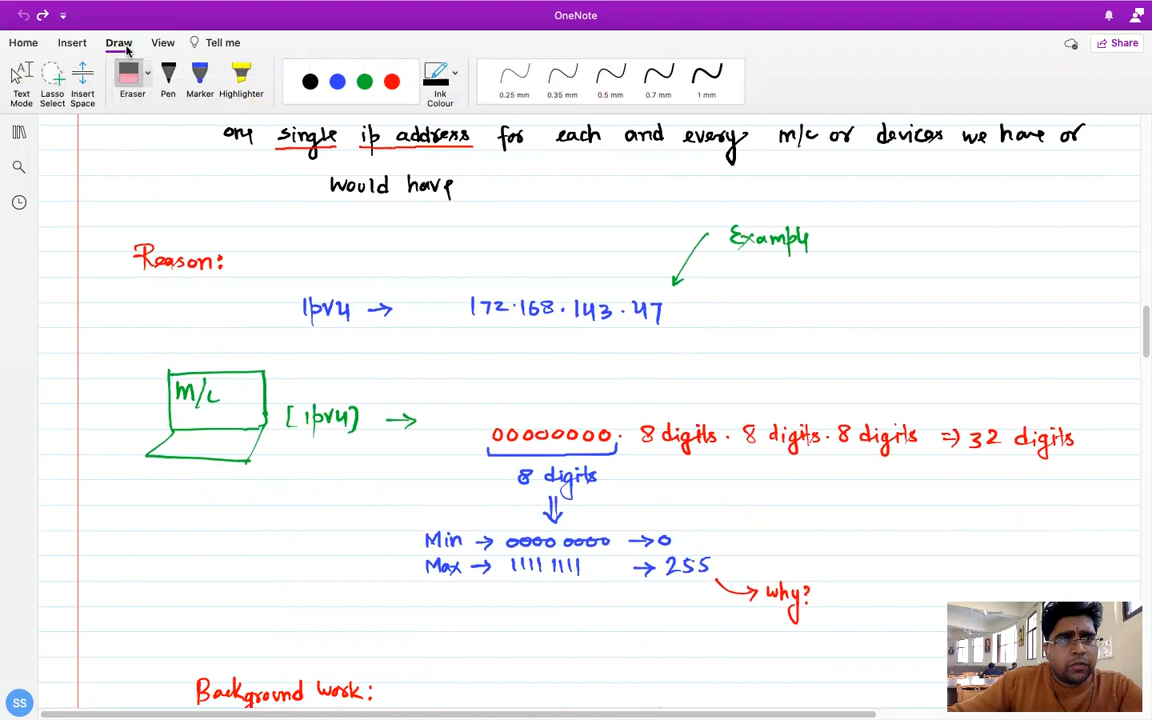 OneNote
Home Insert Draw View Tell me Share
Text Mode Lasso Select Insert Space Eraser Pen Marker Highlighter Ink Colour 0.25 mm 0.35 mm 0.5 mm 0.7 mm 1 mm
one single ip address for each and every m/c or devices we have or
would have
Example
Reason:
ipv4 → 172.168.143.47
m/c
[ipv4] →
00000000. 8 digits. 8 digits. 8 digits ⇒ 32 digits
8 digits
⇓
Min → 0000 0000 → 0
Max → 1111 1111 → 255
→ why?
Background work:
SS